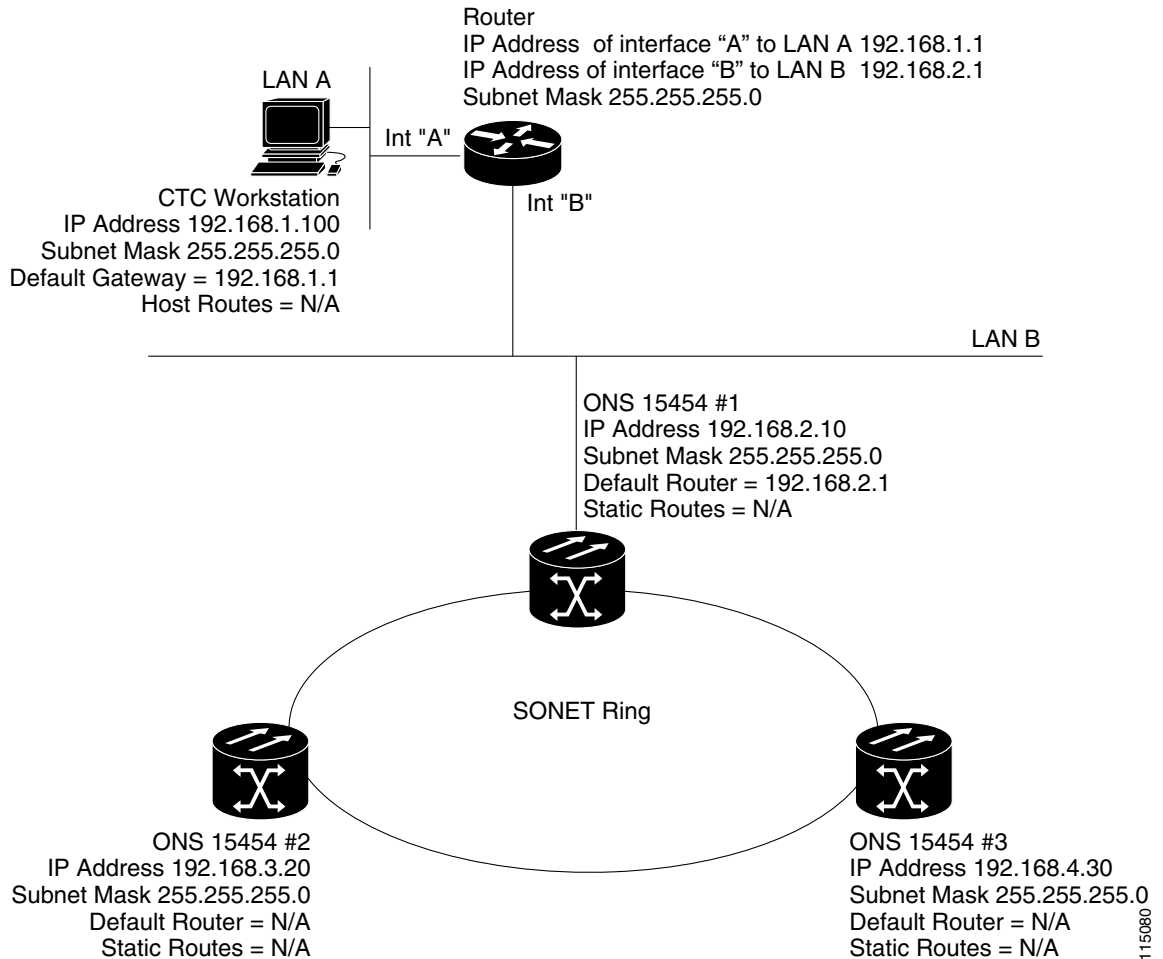 Router
IP Address of interface “A” to LAN A 192.168.1.1
IP Address of interface “B” to LAN B 192.168.2.1
Subnet Mask 255.255.255.0
LAN A
Int "A"
Int "B"
CTC Workstation
IP Address 192.168.1.100
Subnet Mask 255.255.255.0
Default Gateway = 192.168.1.1
Host Routes = N/A
LAN B
ONS 15454 #1
IP Address 192.168.2.10
Subnet Mask 255.255.255.0
Default Router = 192.168.2.1
Static Routes = N/A
SONET Ring
ONS 15454 #2
IP Address 192.168.3.20
Subnet Mask 255.255.255.0
Default Router = N/A
Static Routes = N/A
ONS 15454 #3
IP Address 192.168.4.30
Subnet Mask 255.255.255.0
Default Router = N/A
Static Routes = N/A
115080